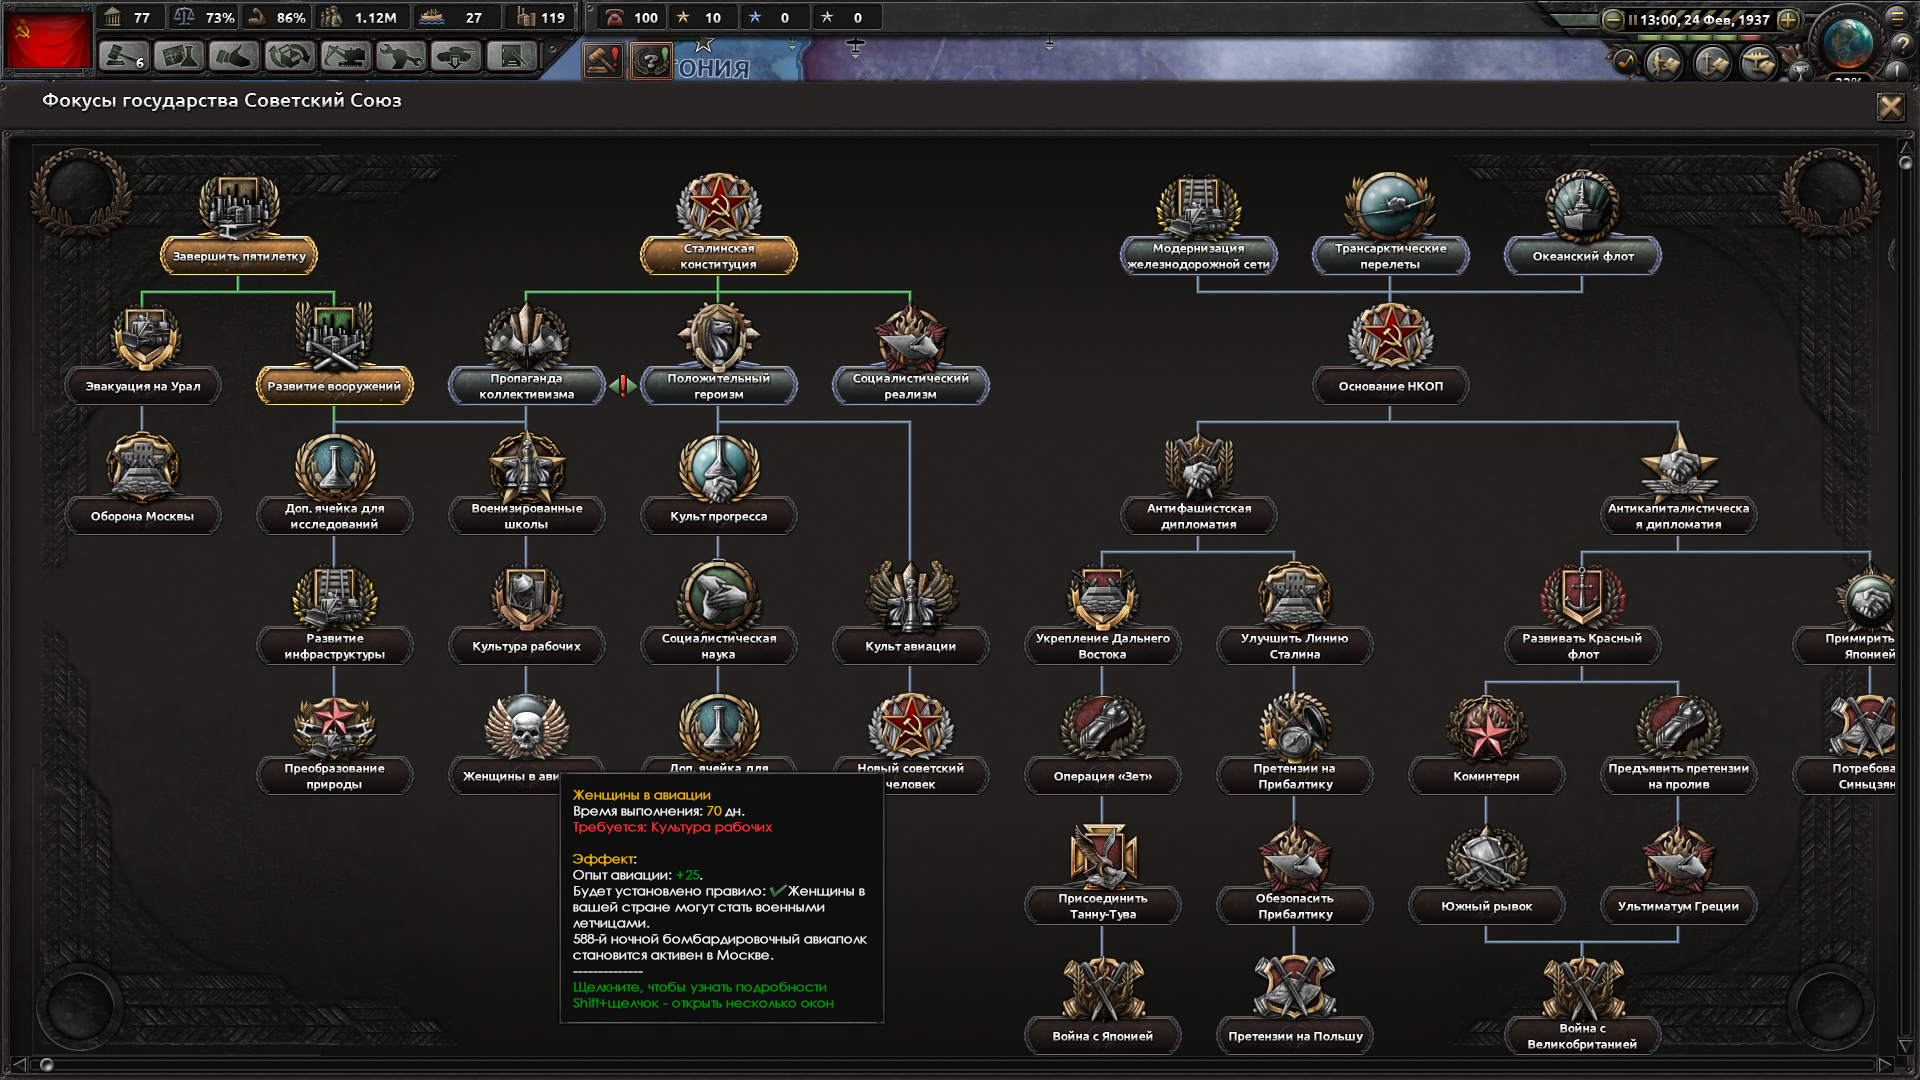 77
73%
86%
1.12M
27
119
100
10
0
0
13:00, 24 Фев, 1937
6
ТОНИЯ
Фокусы государства Советский Союз
Завершить пятилетку
Сталинская
конституция
Модернизация
железнодорожной сети
Трансарктические
перелеты
Океанский флот
Эвакуация на Урал
Развитие вооружений
Пропаганда
коллективизма
Положительный
героизм
Социалистический
реализм
Основание НКОП
Оборона Москвы
Доп. ячейка для
исследований
Военизированные
школы
Культ прогресса
Антифашистская
дипломатия
Антикапиталистическа
я дипломатия
Развитие
инфраструктуры
Культура рабочих
Социалистическая
наука
Культ авиации
Укрепление Дальнего
Востока
Улучшить Линию
Сталина
Развивать Красный
флот
Примирить
Японией
Преобразование
природы
Женщины в ави
Доп. ячейка для
Новый советский
человек
Операция «Зет»
Претензии на
Прибалтику
Коминтерн
Предъявить претензии
на пролив
Потребова
Синьцзян
Женщины в авиации
Время выполнения: 70 дн.
Требуется: Культура рабочих
Эффект:
Опыт авиации: +25.
Будет установлено правило: Женщины в
вашей стране могут стать военными
летчицами.
588-й ночной бомбардировочный авиаполк
становится активен в Москве.
--------------
Щелкните, чтобы узнать подробности
Shift+щелчок - открыть несколько окон
Присоединить
Танну-Тува
Обезопасить
Прибалтику
Южный рывок
Ультиматум Греции
Война с Японией
Претензии на Польшу
Война с
Великобританией